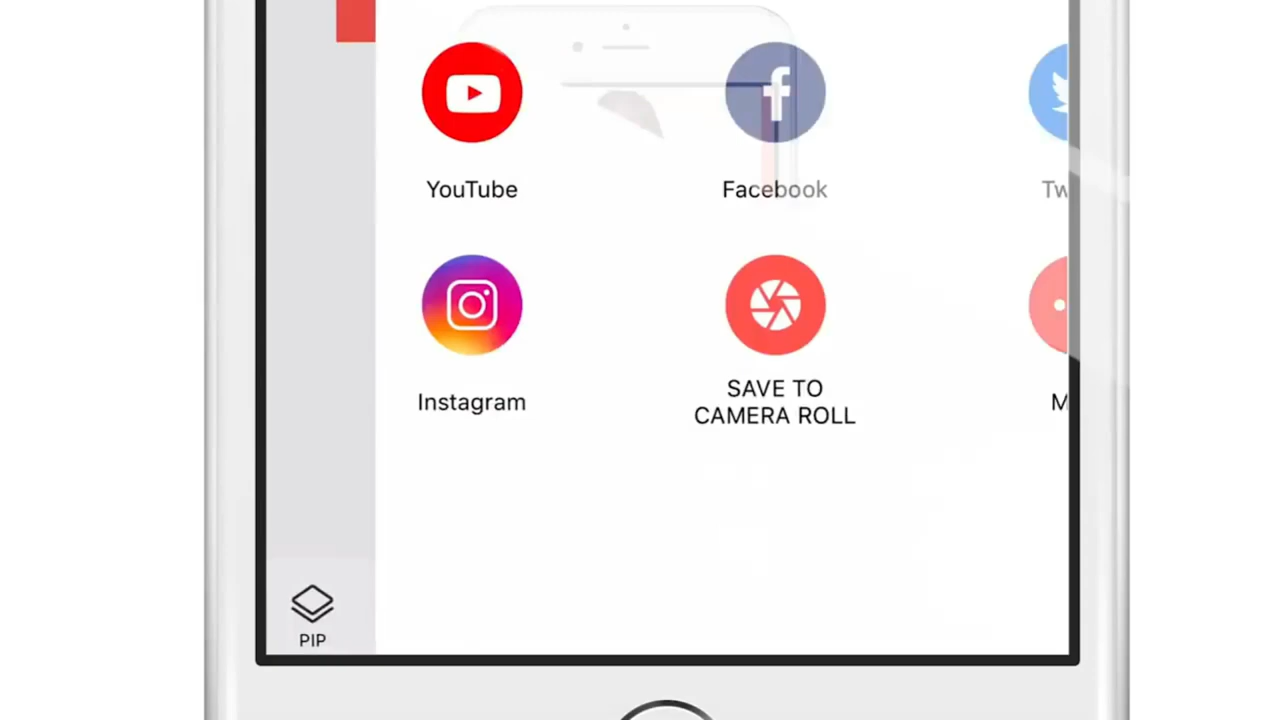 YouTube
Facebook
Tw
Instagram
SAVE TO
CAMERA ROLL
M
PIP